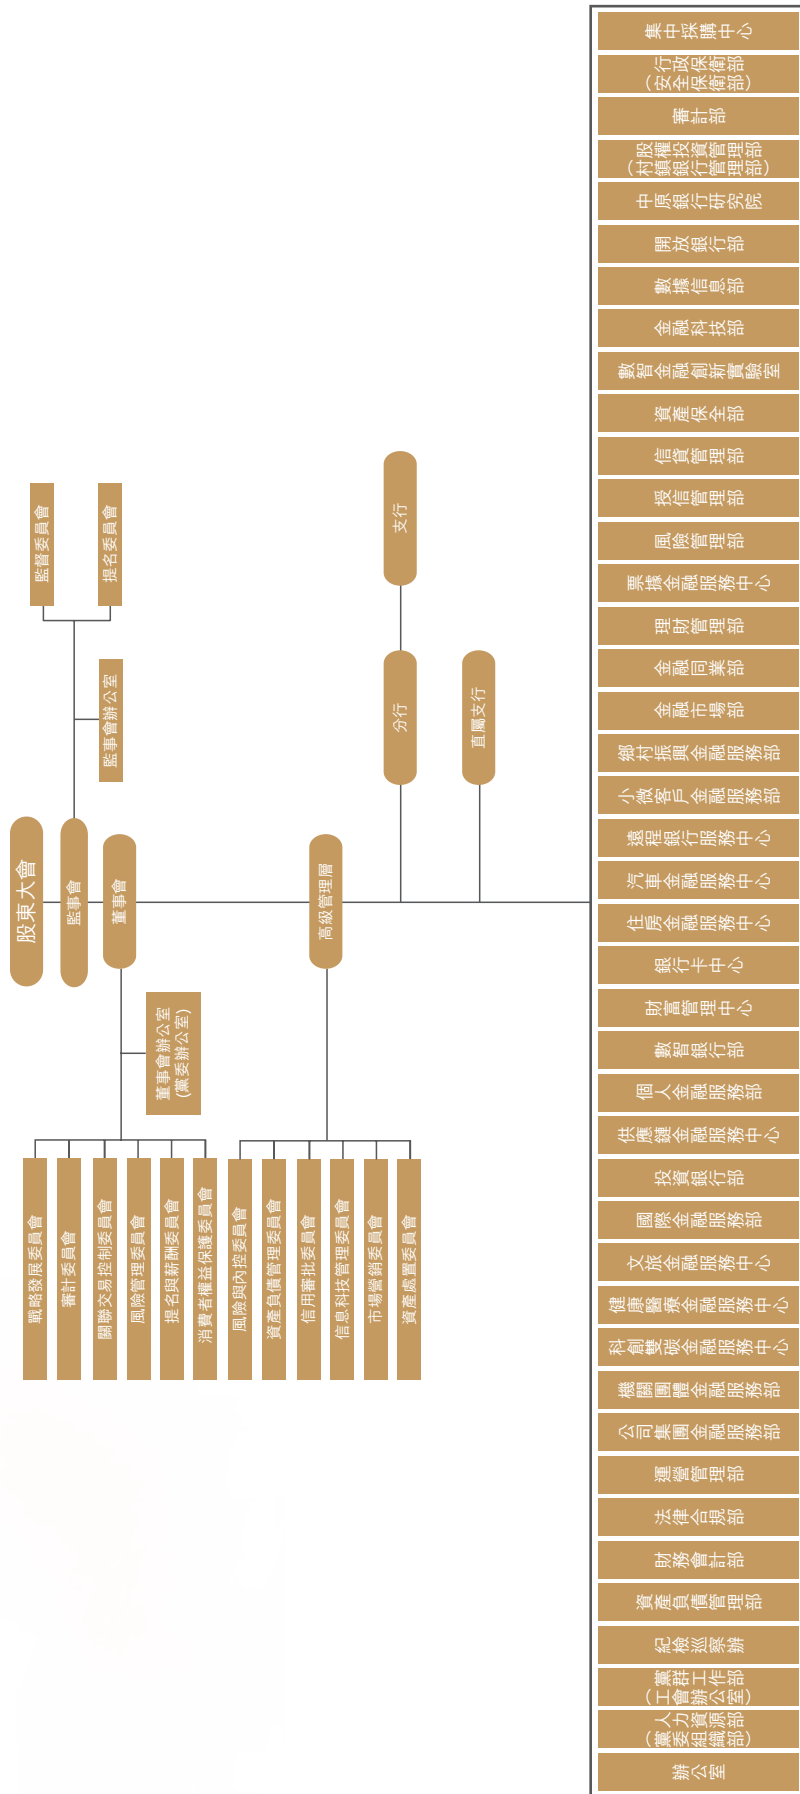 股東大會
監事會
監督委員會
提名委員會
監事會辦公室
董事會
董事會辦公室
(黨委辦公室)
戰略發展委員會
審計委員會
關聯交易控制委員會
風險管理委員會
提名與薪酬委員會
消費者權益保護委員會
高級管理層
風險與內控委員會
資產負債管理委員會
信用審批委員會
信息科技管理委員會
市場營銷委員會
資產處置委員會
分行
支行
直屬支行
辦公室
人力資源部
(黨委組織部)
黨群工作部
(工會辦公室)
紀檢巡察辦
資產負債管理部
財務會計部
法律合規部
運營管理部
公司集團金融服務部
機關團體金融服務部
科創雙碳金融服務中心
健康醫療金融服務中心
文旅金融服務中心
國際金融服務部
投資銀行部
供應鏈金融服務中心
個人金融服務部
數智銀行部
財富管理中心
銀行卡中心
住房金融服務中心
汽車金融服務中心
遠程銀行服務中心
小微客戶金融服務部
鄉村振興金融服務部
金融市場部
金融同業部
理財管理部
票據金融服務中心
風險管理部
授信管理部
信貸管理部
資產保全部
數智金融創新實驗室
金融科技部
數據信息部
開放銀行部
中原銀行研究院
股權投資管理部
(村鎮銀行管理部)
審計部
行政保衛部
(安全保衛部)
集中採購中心